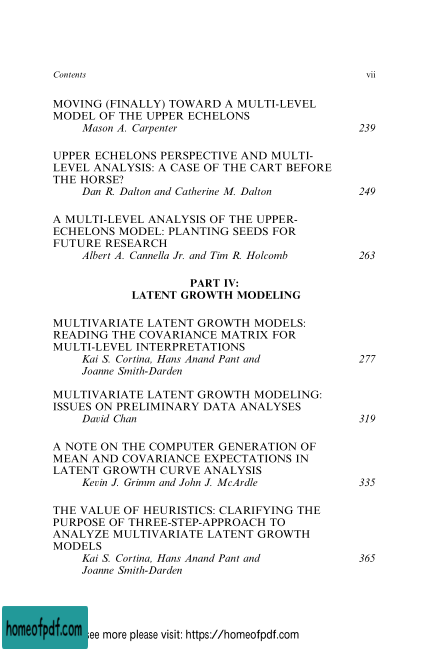 Contents vii
MOVING (FINALLY) TOWARD A MULTI-LEVEL
MODEL OF THE UPPER ECHELONS
Mason A. Carpenter 239
UPPER ECHELONS PERSPECTIVE AND MULTI-
LEVEL ANALYSIS: A CASE OF THE CART BEFORE
THE HORSE?
Dan R. Dalton and Catherine M. Dalton 249
A MULTI-LEVEL ANALYSIS OF THE UPPER-
ECHELONS MODEL: PLANTING SEEDS FOR
FUTURE RESEARCH
Albert A. Cannella Jr. and Tim R. Holcomb 263
PART IV:
LATENT GROWTH MODELING
MULTIVARIATE LATENT GROWTH MODELS:
READING THE COVARIANCE MATRIX FOR
MULTI-LEVEL INTERPRETATIONS
Kai S. Cortina, Hans Anand Pant and 277
Joanne Smith-Darden
MULTIVARIATE LATENT GROWTH MODELING:
ISSUES ON PRELIMINARY DATA ANALYSES
David Chan 319
A NOTE ON THE COMPUTER GENERATION OF
MEAN AND COVARIANCE EXPECTATIONS IN
LATENT GROWTH CURVE ANALYSIS
Kevin J. Grimm and John J. McArdle 335
THE VALUE OF HEURISTICS: CLARIFYING THE
PURPOSE OF THREE-STEP-APPROACH TO
ANALYZE MULTIVARIATE LATENT GROWTH
MODELS
Kai S. Cortina, Hans Anand Pant and 365
Joanne Smith-Darden
homeofpdf.com see more please visit: https://homeofpdf.com